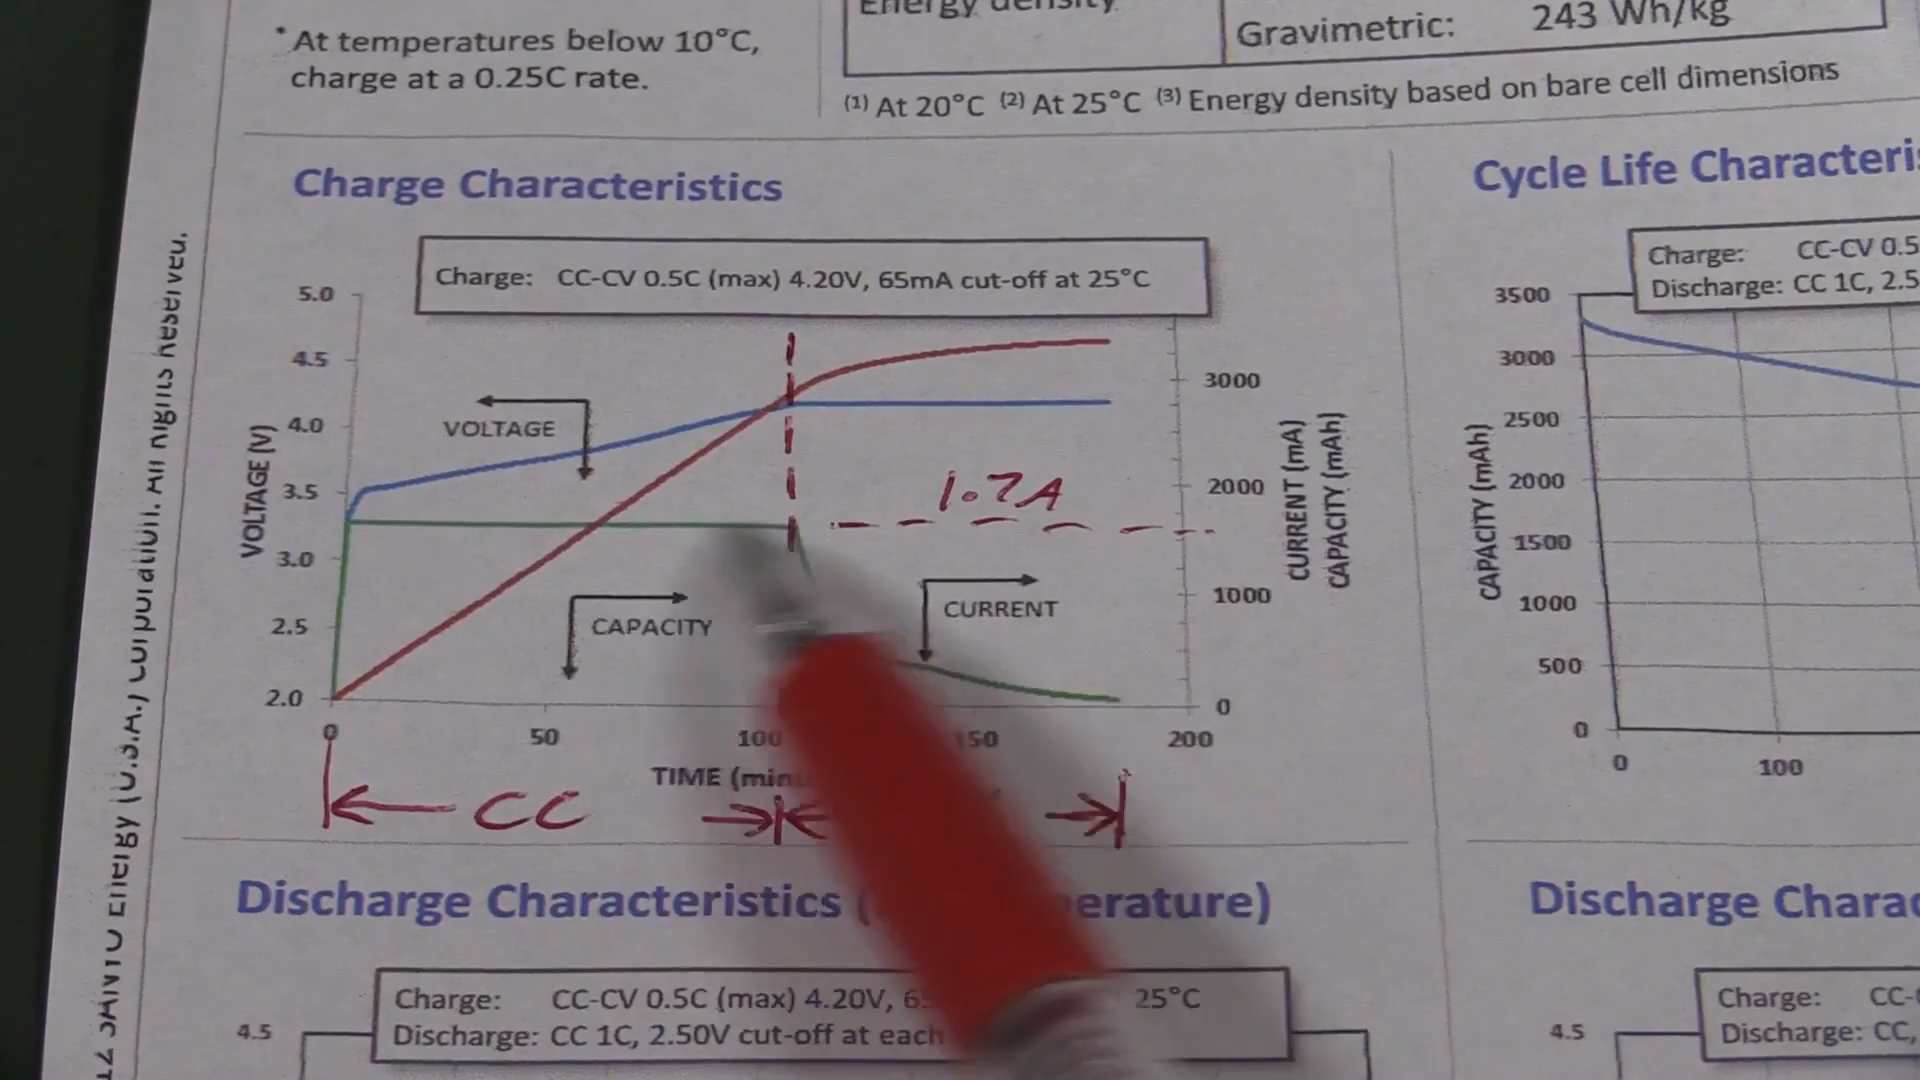 *At temperatures below 10°C,
charge at a 0.25C rate.
Energy density
Gravimetric: 243 Wh/kg
(1) At 20°C (2) At 25°C (3) Energy density based on bare cell dimensions
Charge Characteristics
Charge: CC-CV 0.5C (max) 4.20V, 65mA cut-off at 25°C
5.0
4.5
4.0
3.5
3.0
2.5
2.0
VOLTAGE (V)
VOLTAGE
CAPACITY
CURRENT
1.7A
3000
2000
1000
0
CURRENT (mA)
CAPACITY (mAh)
0 50 100 150 200
TIME
CC
Cycle Life
Charge: CC-CV 0.5
Discharge: CC 1C, 2.5
3500
3000
2500
2000
1500
1000
500
0
CAPACITY (mAh)
0 100
Discharge Characteristics
Charge: CC-CV 0.5C (max) 4.20V, 25°C
Discharge: CC 1C, 2.50V cut-off at each
4.5
Discharge
Charge:
Discharge: CC,
4.5
SANYO Energy (U.S.A.) Corporation. All Rights Reserved.